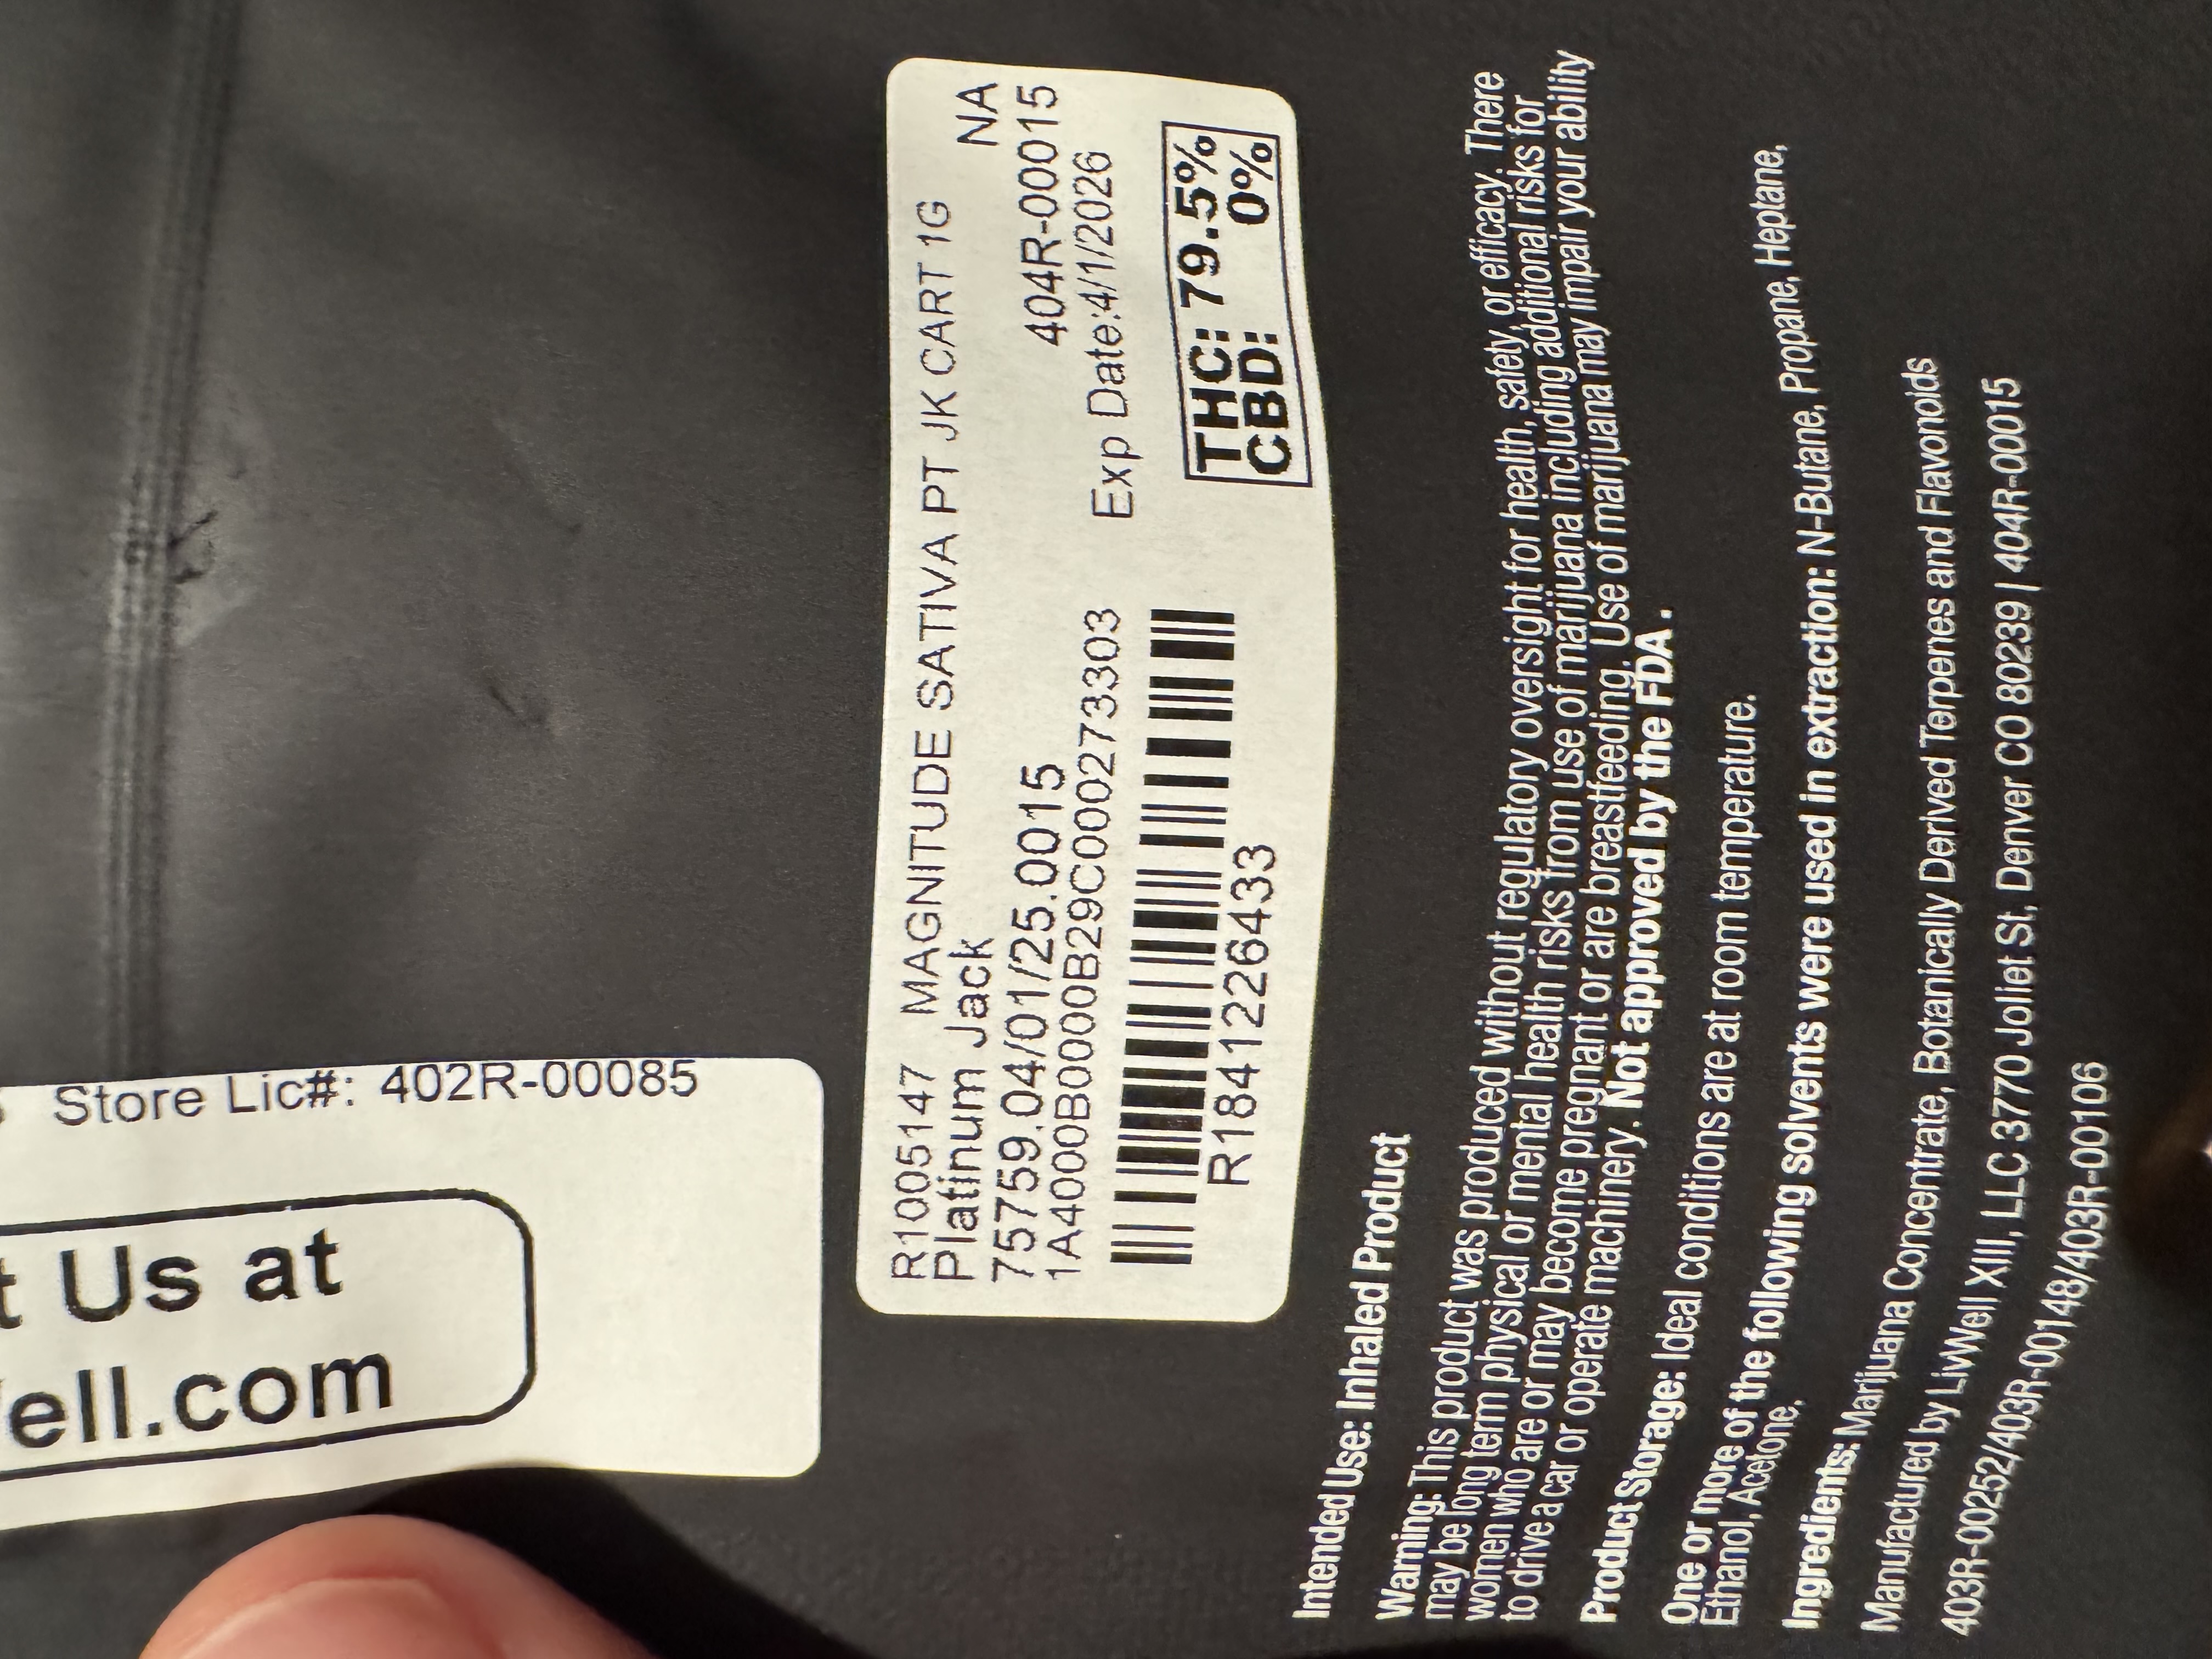 t Us at
ell.com
Store Lic#: 402R-00085
R1005147 MAGNITUDE SATIVA PT JK CART 1G
Platinum Jack NA
75759.04/01/25.0015 404R-00015
1A4000B0000B29C000273303 Exp Date:4/1/2026
R1841226433
THC: 79.5%
CBD: 0%
Intended Use: Inhaled Product
Warning: This product was produced without regulatory oversight for health, safety, or efficacy. There
may be long term physical or mental health risks from use of marijuana including additional risks for
women who are or may become pregnant or are breastfeeding. Use of marijuana may impair your ability
to drive a car or operate machinery. Not approved by the FDA .
Product Storage: Ideal conditions are at room temperature.
One or more of the following solvents were used in extraction: N-Butane, Propane, Heptane,
Ethanol, Acetone.
Ingredients: Marijuana Concentrate, Botanically Derived Terpenes and Flavonoids
Manufactured by LivWell XIII, LLC 3770 Joliet St, Denver CO 80239 | 404R-00015
403R-00252/403R-00148/403R-00106